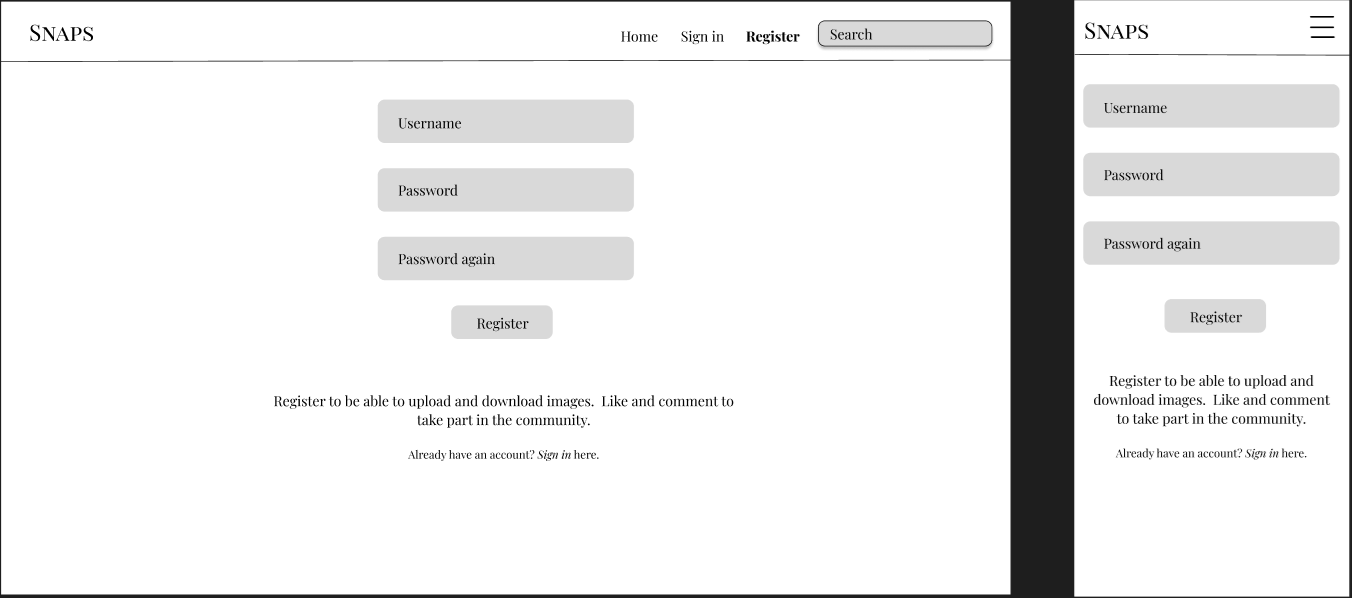 SNAPS
Home Sign in Register Search
Username
Password
Password again
Register
Register to be able to upload and download images. Like and comment to
take part in the community.
Already have an account? Sign in here.
SNAPS
Username
Password
Password again
Register
Register to be able to upload and
download images. Like and comment
to take part in the community.
Already have an account? Sign in here.